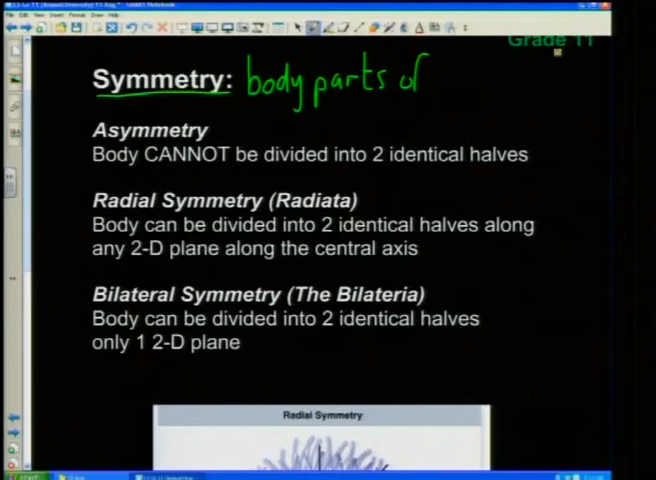 Grade 11
Symmetry: body parts of
Asymmetry
Body CANNOT be divided into 2 identical halves
Radial Symmetry (Radiata)
Body can be divided into 2 identical halves along
any 2-D plane along the central axis
Bilateral Symmetry (The Bilateria)
Body can be divided into 2 identical halves
only 1 2-D plane
Radial Symmetry